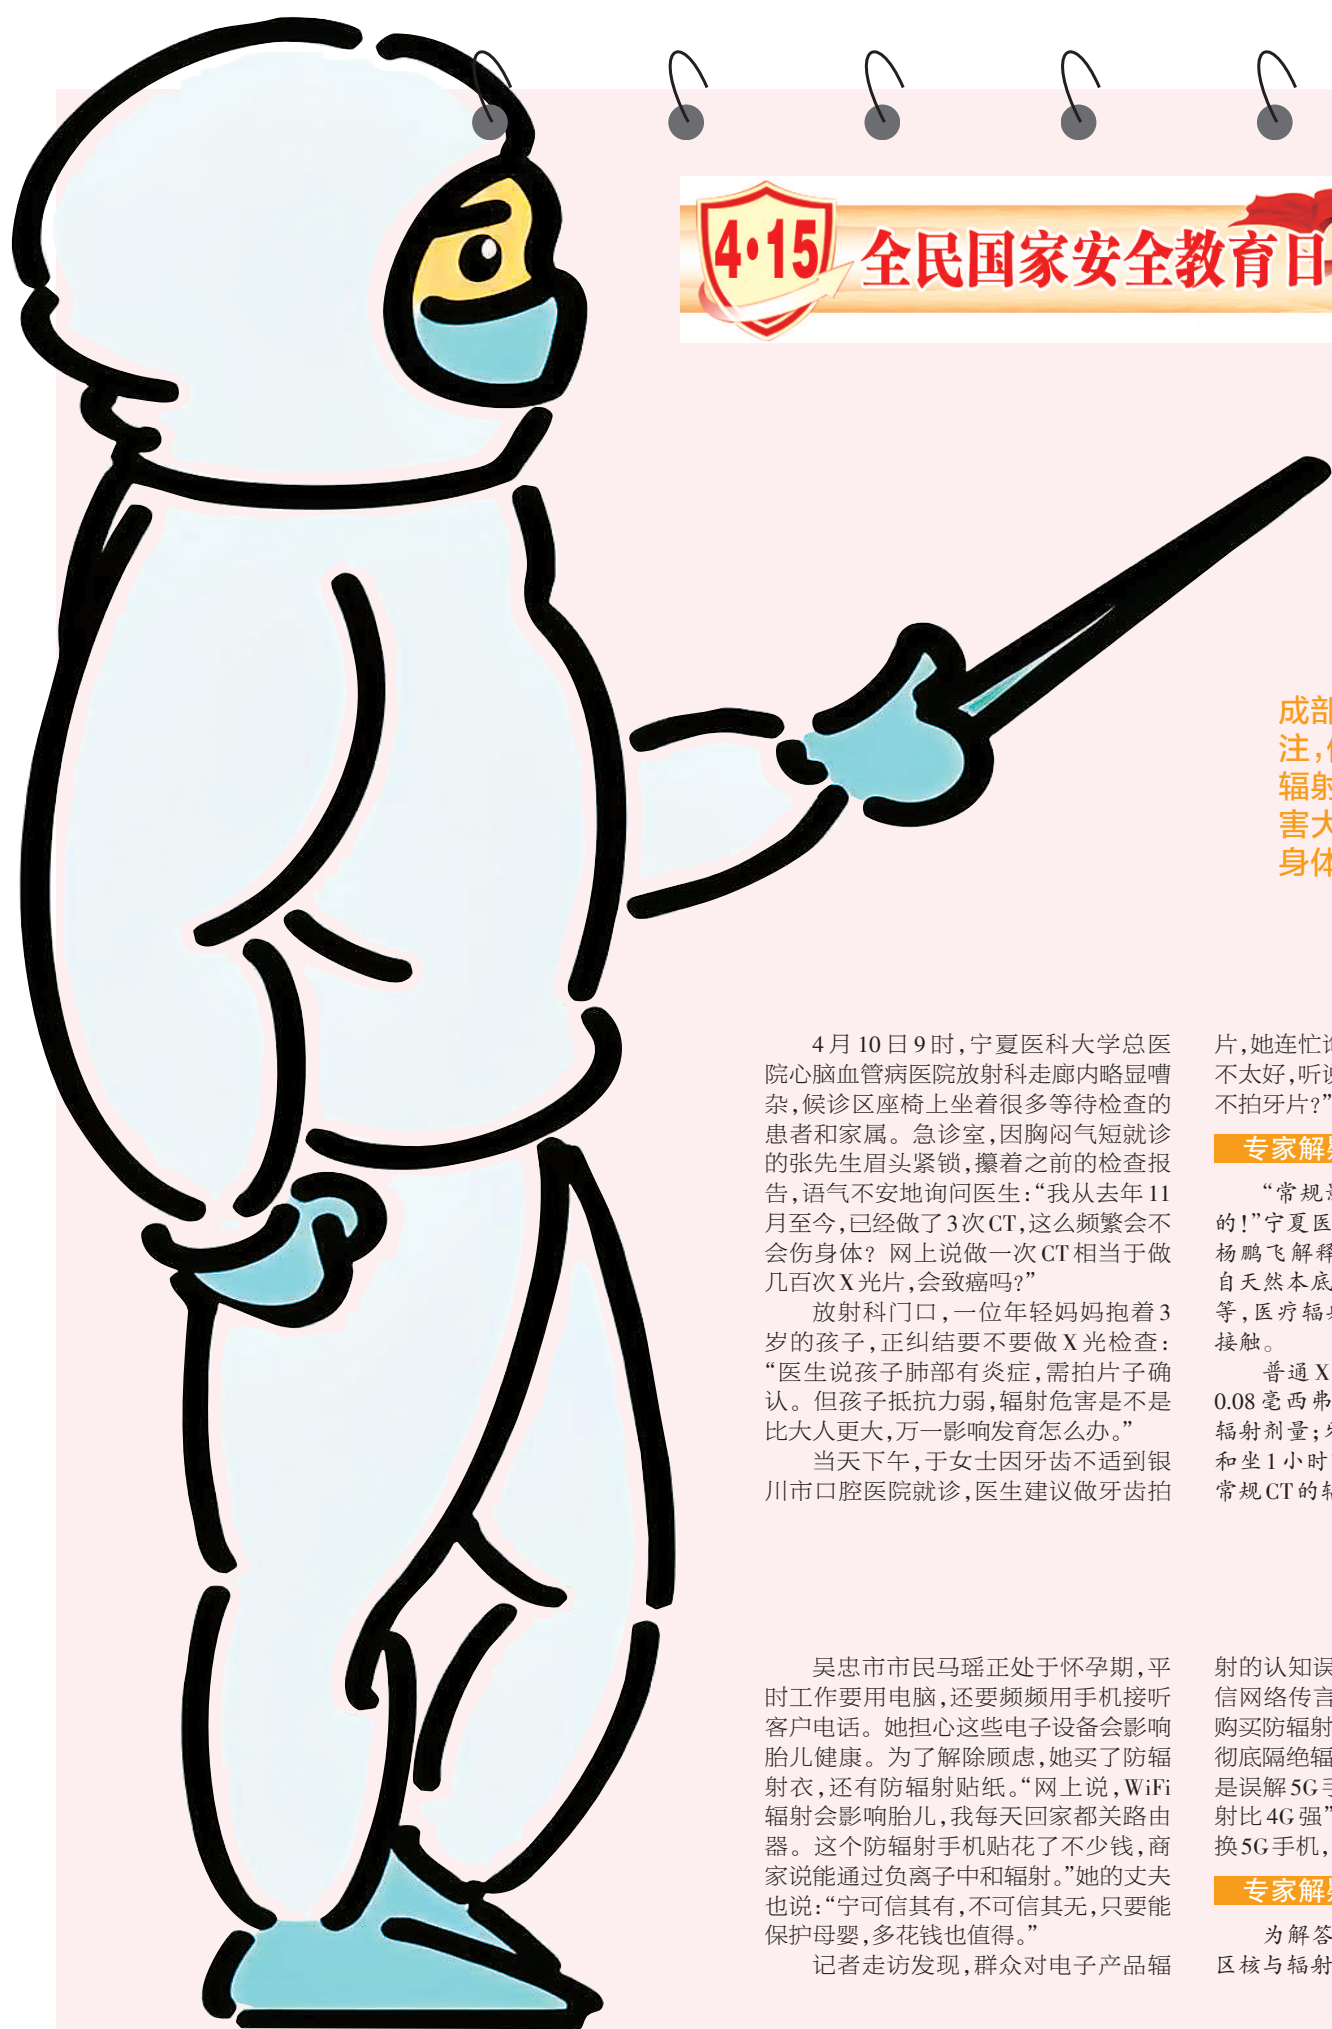 4·15
全民国家安全教育日
成部
注,
辐射
害大
身体
4月10日9时,宁夏医科大学总医
院心脑血管病医院放射科走廊内略显嘈
杂,候诊区座椅上坐着很多等待检查的
患者和家属。急诊室,因胸闷气短就诊
的张先生眉头紧锁,攥着之前的检查报
告,语气不安地询问医生:“我从去年11
月至今,已经做了3次CT,这么频繁会不
会伤身体?网上说做一次CT相当于做
几百次X光片,会致癌吗?”
放射科门口,一位年轻妈妈抱着3
岁的孩子,正纠结要不要做X光检查:
“医生说孩子肺部有炎症,需拍片子确
认。但孩子抵抗力弱,辐射危害是不是
比大人更大,万一影响发育怎么办。”
当天下午,于女士因牙齿不适到银
川市口腔医院就诊,医生建议做牙齿拍
片,她连忙
不太好,听说
不拍牙片?”
专家解
“常规
的!”宁夏医
杨鹏飞解释
自天然本底
等,医疗辐
接触。
普通X
0.08毫西弗
辐射剂量;
和坐1小时
常规CT的
吴忠市市民马瑶正处于怀孕期,平
时工作要用电脑,还要频频用手机接听
客户电话。她担心这些电子设备会影响
胎儿健康。为了解除顾虑,她买了防辐
射衣,还有防辐射贴纸。“网上说,WiFi
辐射会影响胎儿,我每天回家都关路由
器。这个防辐射手机贴花了不少钱,商
家说能通过负离子中和辐射。”她的丈夫
也说:“宁可信其有,不可信其无,只要能
保护母婴,多花钱也值得。”
记者走访发现,群众对电子产品辐
射的认知误
信网络传言
购买防辐射
彻底隔绝辐
是误解5G手
射比4G强”
换5G手机,
专家解
为解答
区核与辐射